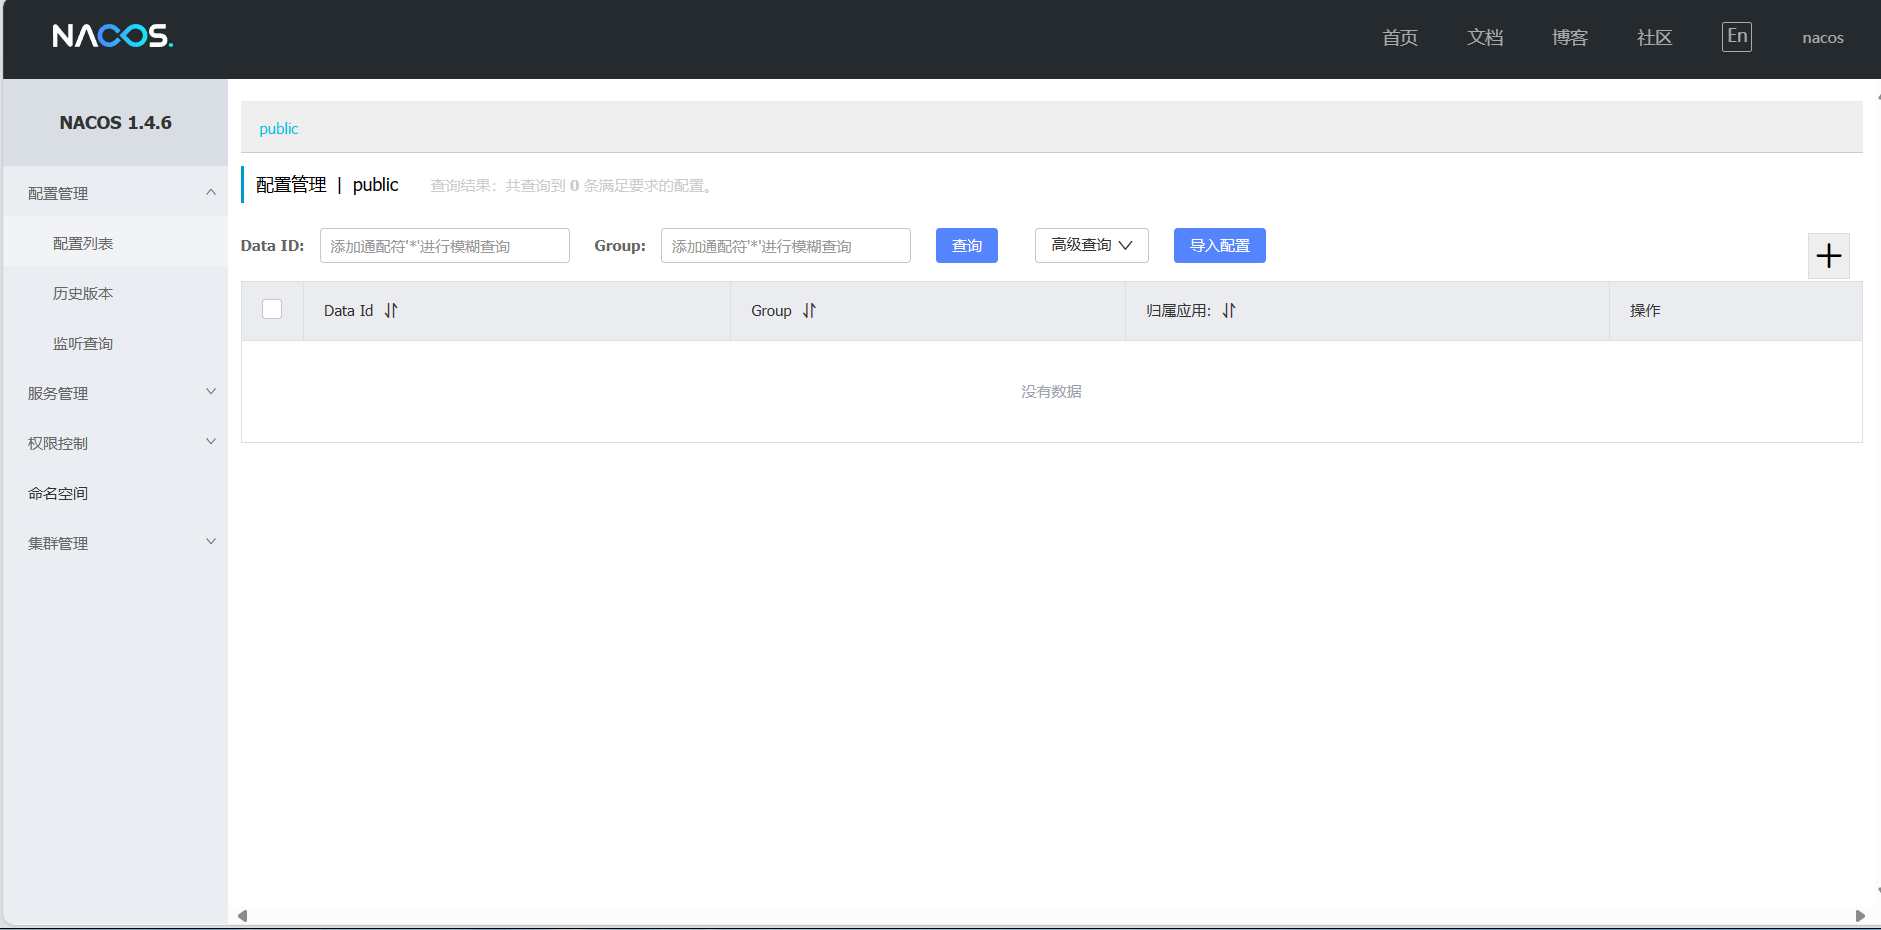 NACOS.
首页 文档 博客 社区 En nacos
NACOS 1.4.6
配置管理
配置列表
历史版本
监听查询
服务管理
权限控制
命名空间
集群管理
public
配置管理 | public 查询结果：共查询到 0 条满足要求的配置。
Data ID: 添加通配符'*'进行模糊查询 Group: 添加通配符'*'进行模糊查询 查询 高级查询 导入配置
Data Id Group 归属应用: 操作
没有数据